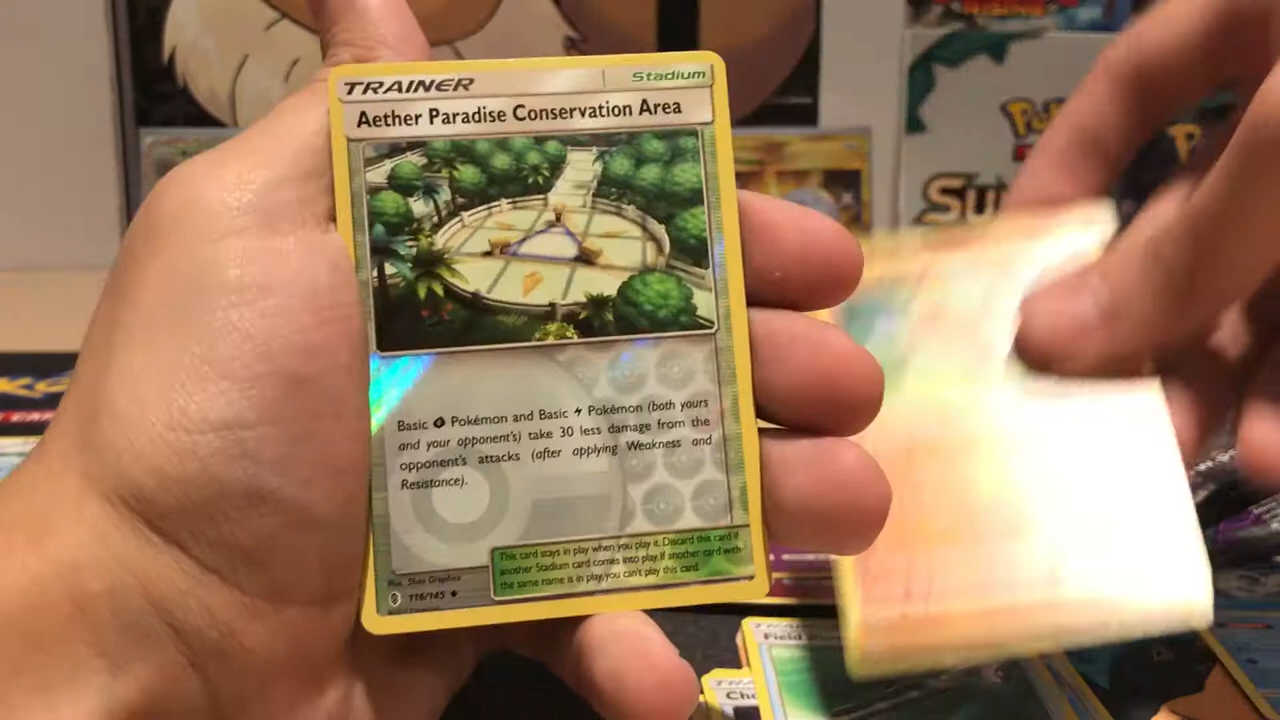 TRAINER
Stadium
Aether Paradise Conservation Area
Basic Pokémon and Basic Pokémon (both yours
and your opponent's) take 30 less damage from the
opponent's attacks (after applying Weakness and
Resistance).
This card stays in play when you play it. Discard this card if
another Stadium card comes into play. If another card with
the same name is in play, you can't play this card.
Illus. Shao Graphics
116/145
Field